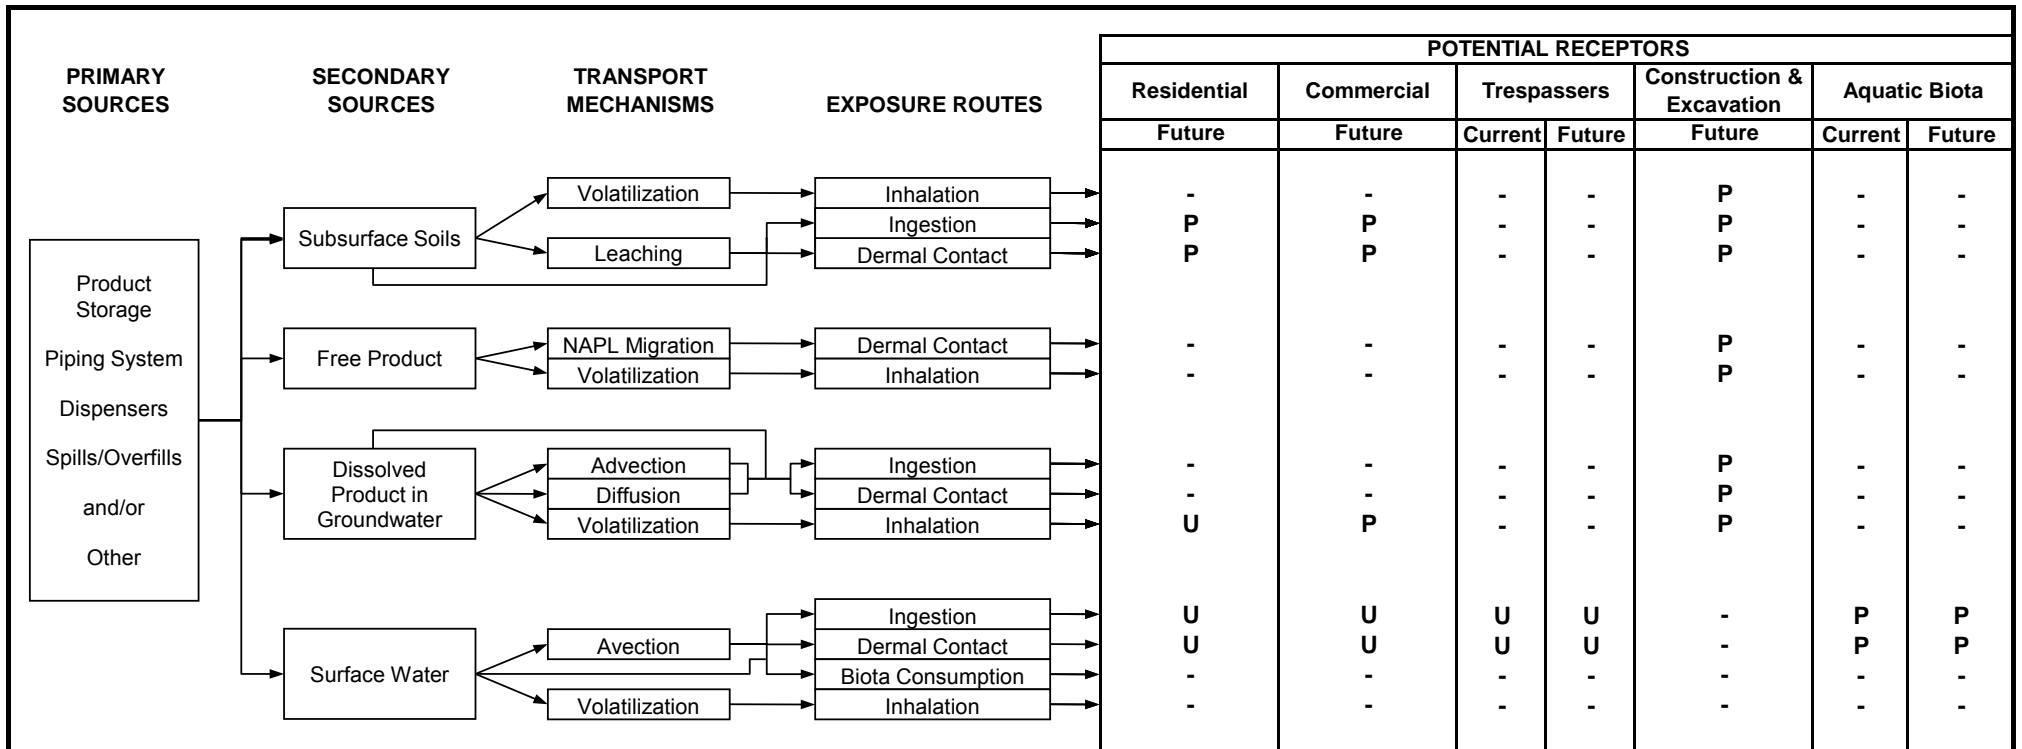 POTENTIAL RECEPTORS
PRIMARY SOURCES
SECONDARY SOURCES
TRANSPORT MECHANISMS
EXPOSURE ROUTES
Residential Commercial Trespassers Construction & Excavation Aquatic Biota
Future Future Current Future Future Current Future
Product
Storage
Piping System
Dispensers
Spills/Overfills
and/or
Other
Subsurface Soils
Volatilization
Leaching
Inhalation - - - - P - -
Ingestion P P - - P - -
Dermal Contact P P - - P - -
Free Product
NAPL Migration
Volatilization
Dermal Contact - - - - P - -
Inhalation - - - - P - -
Dissolved
Product in
Groundwater
Advection
Diffusion
Volatilization
Ingestion - - - - P - -
Dermal Contact - - - - P - -
Inhalation U P - - P - -
Surface Water
Avection
Volatilization
Ingestion U U U U - P P
Dermal Contact U U U U - P P
Biota Consumption - - - - - - -
Inhalation - - - - - - -